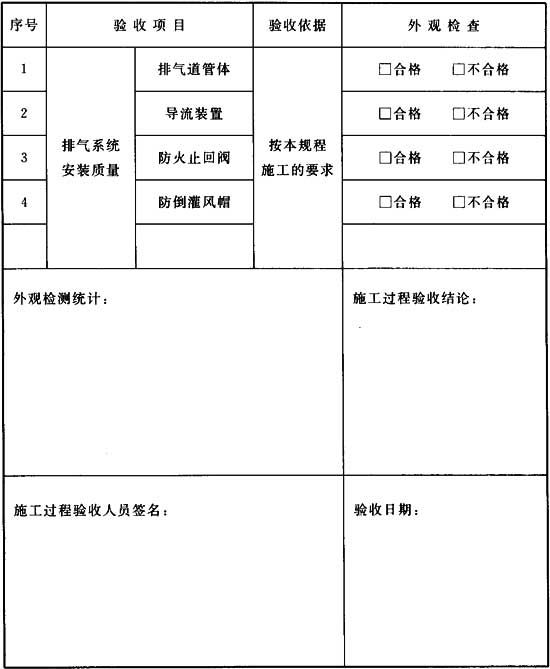 序号 验收项目 验收依据 外观检查
1 排气道管体 □合格 □不合格
2 导流装置 □合格 □不合格
排气系统
安装质量
按本规程
施工的要求
3 防火止回阀 □合格 □不合格
4 防倒灌风帽 □合格 □不合格
外观检测统计：
施工过程验收结论：
施工过程验收人员签名：
验收日期：